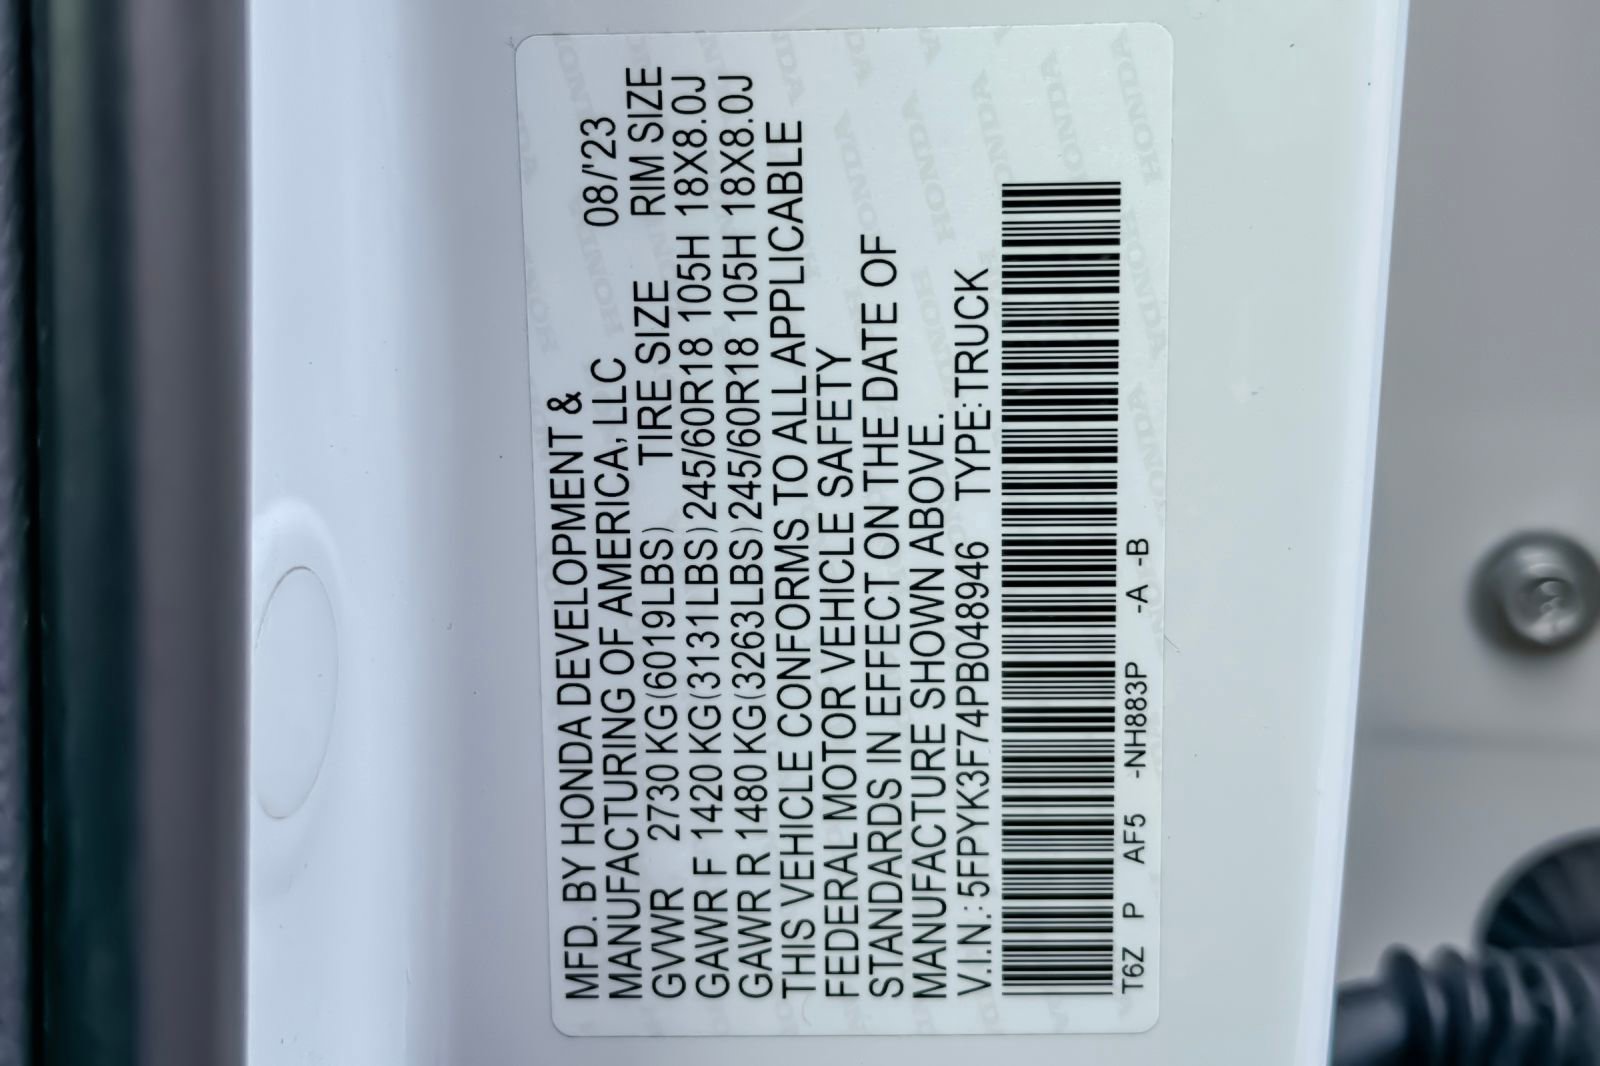 MFD. BY HONDA DEVELOPMENT &
MANUFACTURING OF AMERICA, LLC 08/'23
GVWR 2730 KG(6019LBS) TIRE SIZE RIM SIZE
GAWR F 1420 KG(3131LBS) 245/60R18 105H 18X8.0J
GAWR R 1480 KG(3263LBS) 245/60R18 105H 18X8.0J
THIS VEHICLE CONFORMS TO ALL APPLICABLE
FEDERAL MOTOR VEHICLE SAFETY
STANDARDS IN EFFECT ON THE DATE OF
MANUFACTURE SHOWN ABOVE.
V.I.N.: 5FPYK3F74PB048946 TYPE:TRUCK
T6Z P AF5 -NH883P -A -B